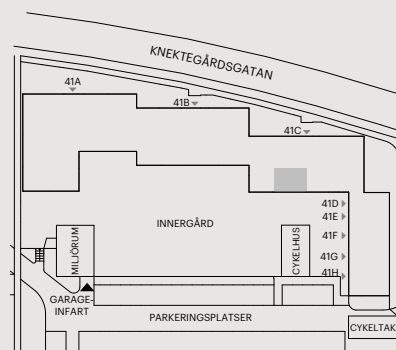 KNEKTEGÅRDSGATAN
41A
41B
41C
41D
41E
INNERGÅRD
41F
MILJÖRUM
CYKELHUS
41G
41H
GARAGE-
INFART
PARKERINGSPLATSER
CYKELTAK